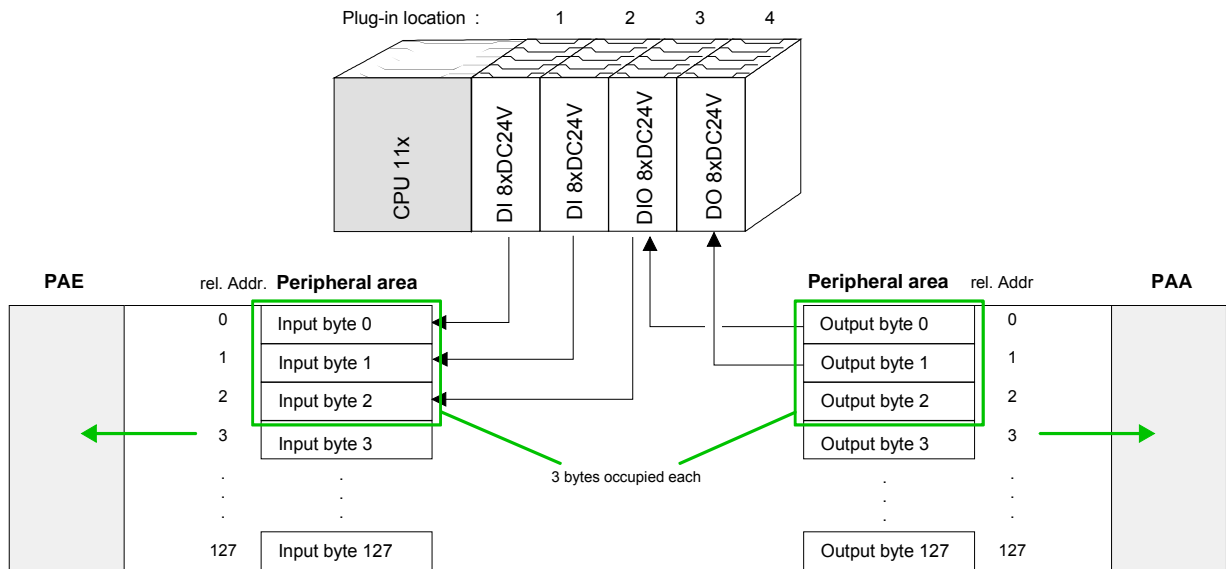 Plug-in location : 1 2 3 4
CPU 11x
DI 8xDC24V
DI 8xDC24V
DIO 8xDC24V
DO 8xDC24V
PAE rel. Addr. Peripheral area Peripheral area rel. Addr PAA
0 Input byte 0 Output byte 0 0
1 Input byte 1 Output byte 1 1
2 Input byte 2 Output byte 2 2
3 Input byte 3 Output byte 3 3
3 bytes occupied each
. . . .
. . . .
. . . .
127 Input byte 127 Output byte 127 127